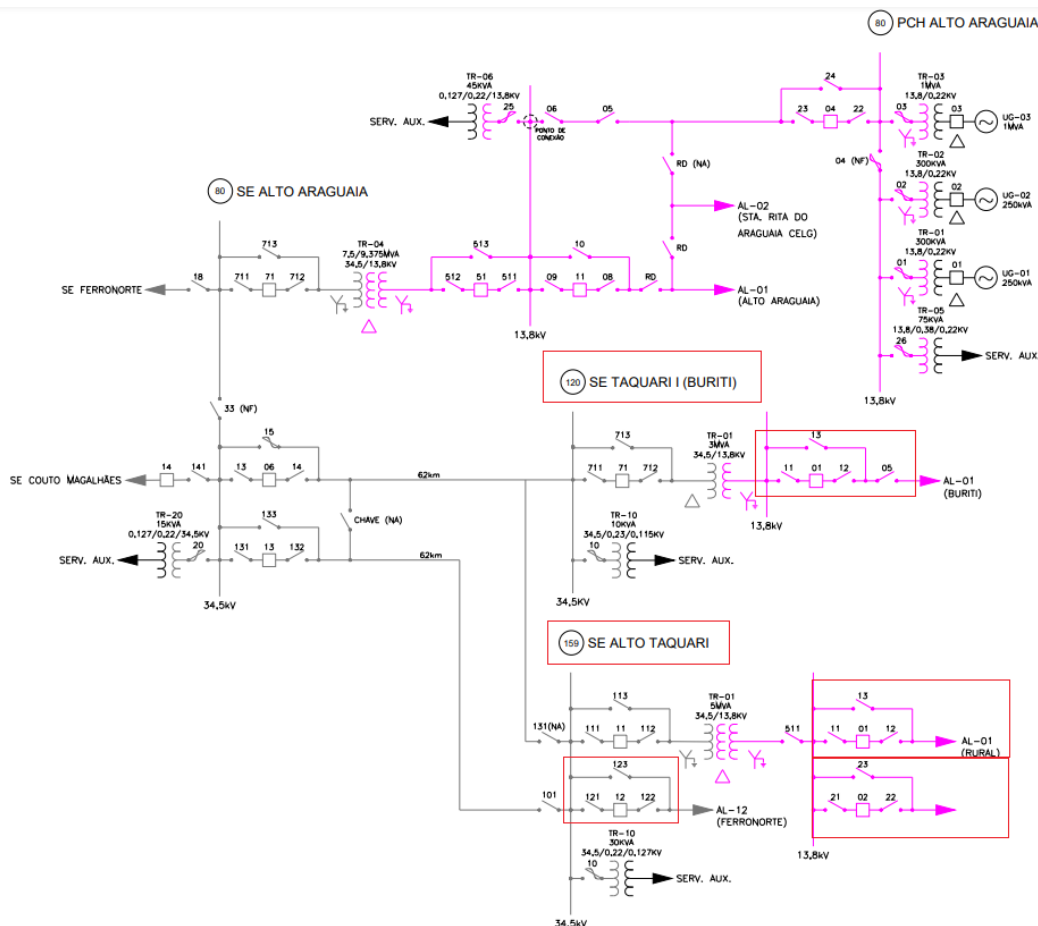 80 PCH ALTO ARAGUAIA
TR-06
45KVA
0,127/0,22/13,8KV
25
06
05
24
23
04
22
03
TR-03
1MVA
13,8/0,22KV
03
UG-03
1MVA
SERV. AUX.
PONTO DE
CONEXÃO
RD (NA)
04 (NF)
TR-02
300KVA
13,8/0,22KV
02
02
UG-02
250kVA
80 SE ALTO ARAGUAIA
AL-02
(STA. RITA DO
ARAGUAIA CELG)
TR-01
300KVA
13,8/0,22KV
01
01
UG-01
250kVA
713
TR-04
7,5/9,375MVA
34,5/13,8KV
513
10
RD
18
711
71
712
512
51
511
09
11
08
RD
SE FERRONORTE
AL-01
(ALTO ARAGUAIA)
TR-05
75KVA
13,8/0,38/0,22KV
26
SERV. AUX.
13,8kV
13,8kV
120 SE TAQUARI I (BURITI)
33 (NF)
15
713
TR-01
3MVA
34,5/13,8KV
13
SE COUTO MAGALHÃES
14
141
13
06
14
62km
711
71
712
11
01
12
05
AL-01
(BURITI)
CHAVE (NA)
13,8kV
TR-20
15KVA
0,127/0,22/34,5KV
133
TR-10
10KVA
34,5/0,23/0,115KV
SERV. AUX.
20
131
13
132
62km
10
SERV. AUX.
34,5kV
34,5KV
159 SE ALTO TAQUARI
113
TR-01
5MVA
34,5/13,8KV
13
131(NA)
111
11
112
511
11
01
12
AL-01
(RURAL)
123
23
101
121
12
122
AL-12
(FERRONORTE)
21
02
22
TR-10
30KVA
34,5/0,22/0,127KV
13,8kV
10
SERV. AUX.
34,5kV